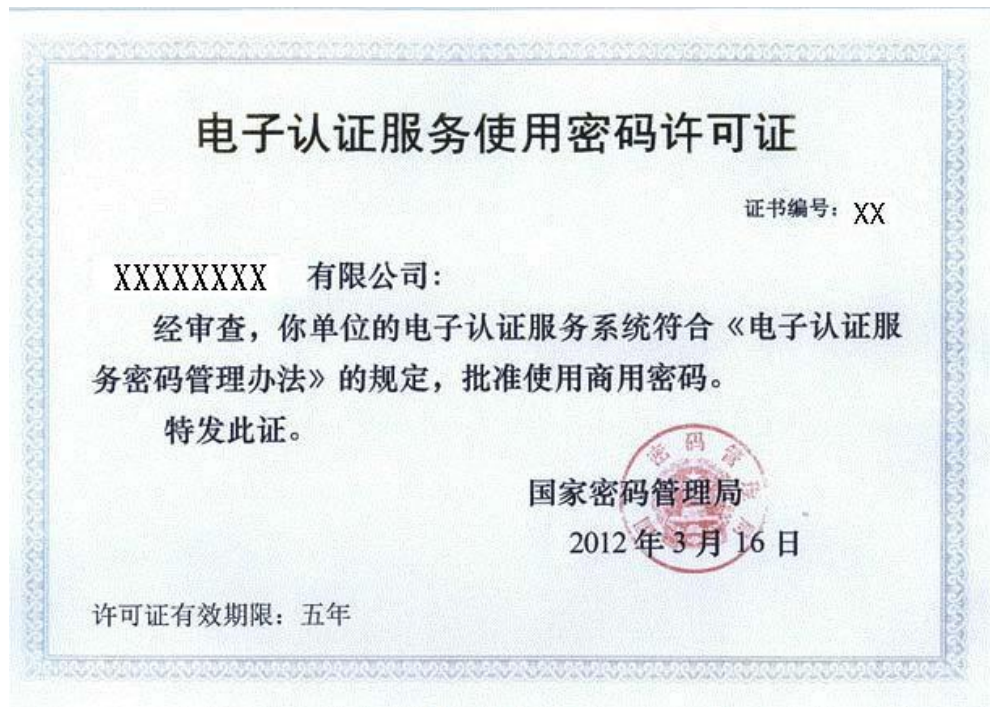 电子认证服务使用密码许可证
证书编号：XX
XXXXXXXX 有限公司：
经审查，你单位的电子认证服务系统符合《电子认证服
务密码管理办法》的规定，批准使用商用密码。
特发此证。
国家密码管理局
2012 年 3 月 16 日
许可证有效期限：五年